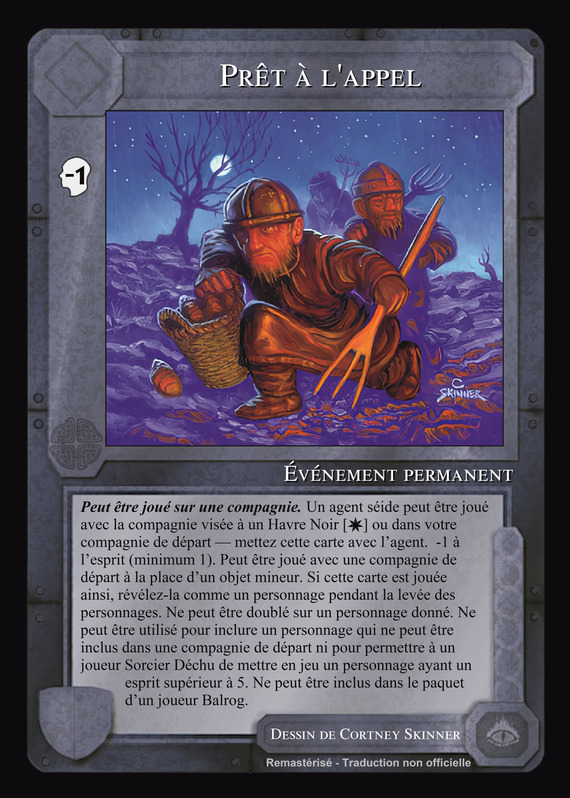 Prêt à l'appel
-1
C
SKINNER
Événement permanent
Peut être joué sur une compagnie. Un agent séide peut être joué
avec la compagnie visée à un Havre Noir [✷] ou dans votre
compagnie de départ — mettez cette carte avec l'agent. -1 à
l'esprit (minimum 1). Peut être joué avec une compagnie de
départ à la place d'un objet mineur. Si cette carte est jouée
ainsi, révélez-la comme un personnage pendant la levée des
personnages. Ne peut être doublé sur un personnage donné. Ne
peut être utilisé pour inclure un personnage qui ne peut être
inclus dans une compagnie de départ ni pour permettre à un
joueur Sorcier Déchu de mettre en jeu un personnage ayant un
esprit supérieur à 5. Ne peut être inclus dans le paquet
d'un joueur Balrog.
Dessin de Cortney Skinner
Remastérisé - Traduction non officielle